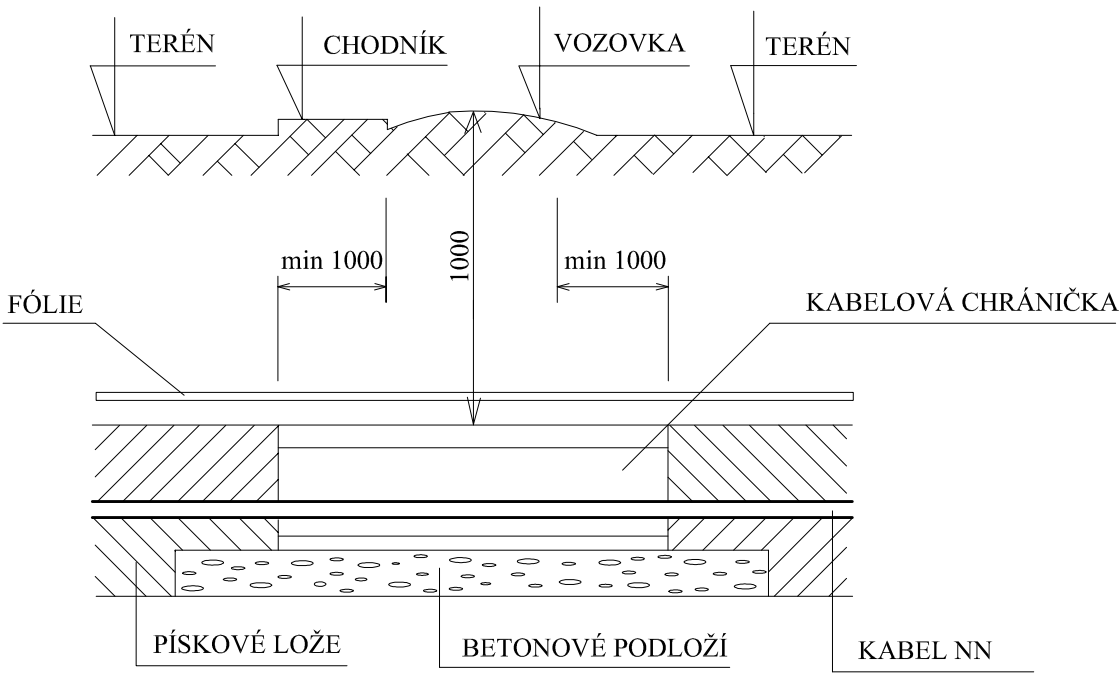 TERÉN
CHODNÍK
VOZOVKA
TERÉN
min 1000
1000
min 1000
FÓLIE
KABELOVÁ CHRÁNIČKA
PÍSKOVÉ LOŽE
BETONOVÉ PODLOŽÍ
KABEL NN